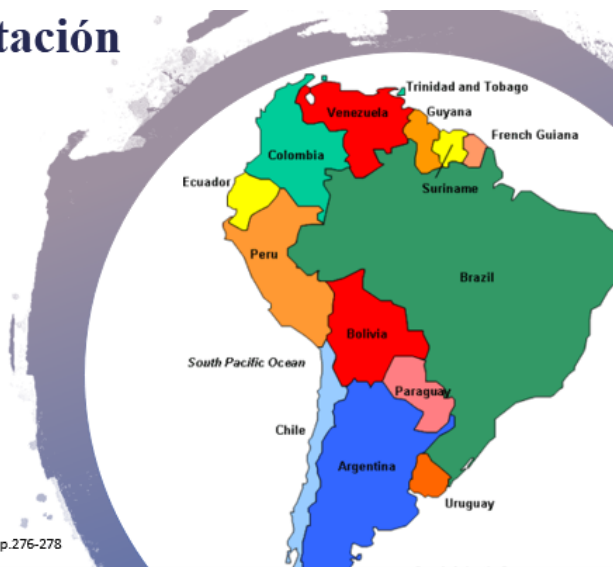 tación
Trinidad and Tobago
Venezuela
Guyana
French Guiana
Colombia
Suriname
Ecuador
Peru
Brazil
Bolivia
South Pacific Ocean
Paraguay
Chile
Argentina
Uruguay
p.276-278